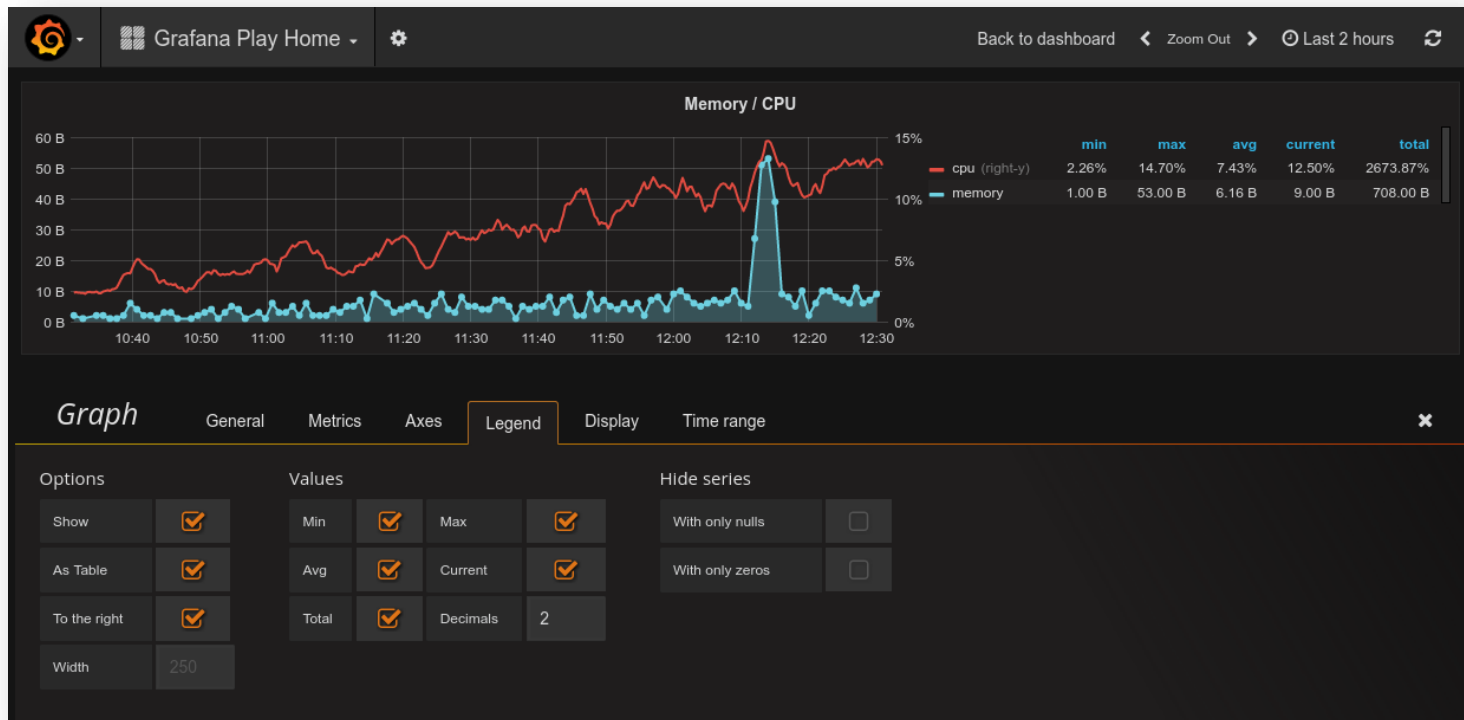 Grafana Play Home
Back to dashboard Zoom Out Last 2 hours
Memory / CPU
60 B
50 B
40 B
30 B
20 B
10 B
0 B
15%
10%
5%
0%
10:40 10:50 11:00 11:10 11:20 11:30 11:40 11:50 12:00 12:10 12:20 12:30
min max avg current total
cpu (right-y) 2.26% 14.70% 7.43% 12.50% 2673.87%
memory 1.00 B 53.00 B 6.16 B 9.00 B 708.00 B
Graph General Metrics Axes Legend Display Time range
Options
Show
As Table
To the right
Width 250
Values
Min Max
Avg Current
Total Decimals 2
Hide series
With only nulls
With only zeros